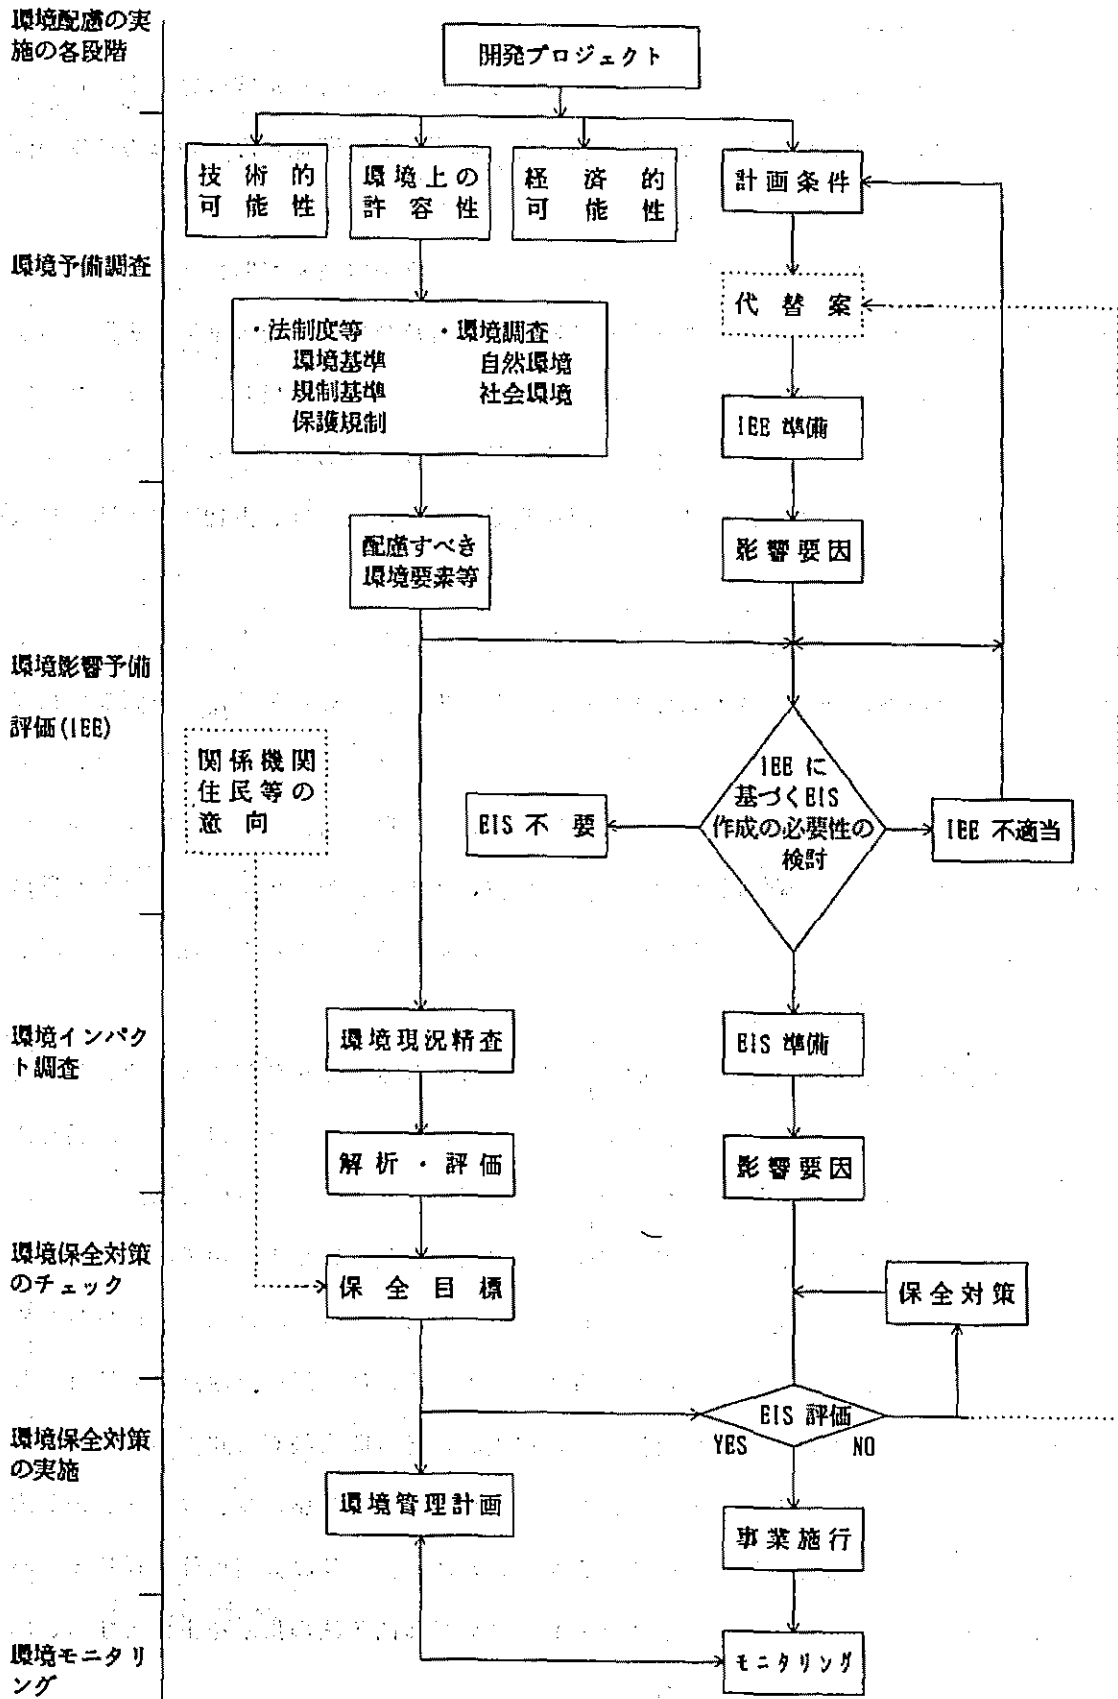 環境配慮の実
施の各段階
開発プロジェクト
技術的
可能性
環境上の
許容性
経済的
可能性
計画条件
環境予備調査
代替案
・法制度等
環境基準
・規制基準
保護規制
・環境調査
自然環境
社会環境
IEE 準備
配慮すべき
環境要素等
影響要因
環境影響予備
評価(IEE)
関係機関
住民等の
意向
EIS 不要
IEE に
基づくEIS
作成の必要性の
検討
IEE 不適当
環境インパク
ト調査
環境現況精査
EIS 準備
解析・評価
影響要因
環境保全対策
のチェック
保全目標
保全対策
EIS 評価
YES
NO
環境保全対策
の実施
環境管理計画
事業施行
環境モニタリ
ング
モニタリング